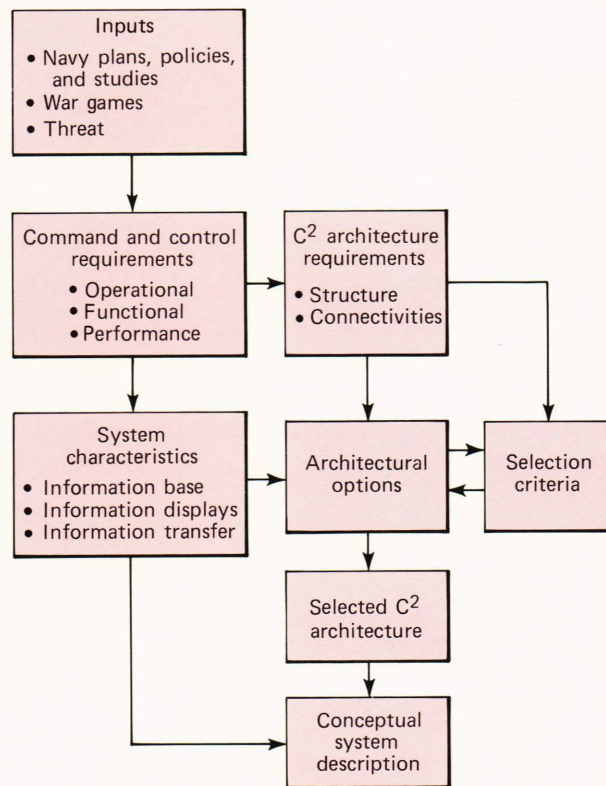 Inputs
• Navy plans, policies,
and studies
• War games
• Threat
Command and control
requirements
• Operational
• Functional
• Performance
C² architecture
requirements
• Structure
• Connectivities
System
characteristics
• Information base
• Information displays
• Information transfer
Architectural
options
Selection
criteria
Selected C²
architecture
Conceptual
system
description